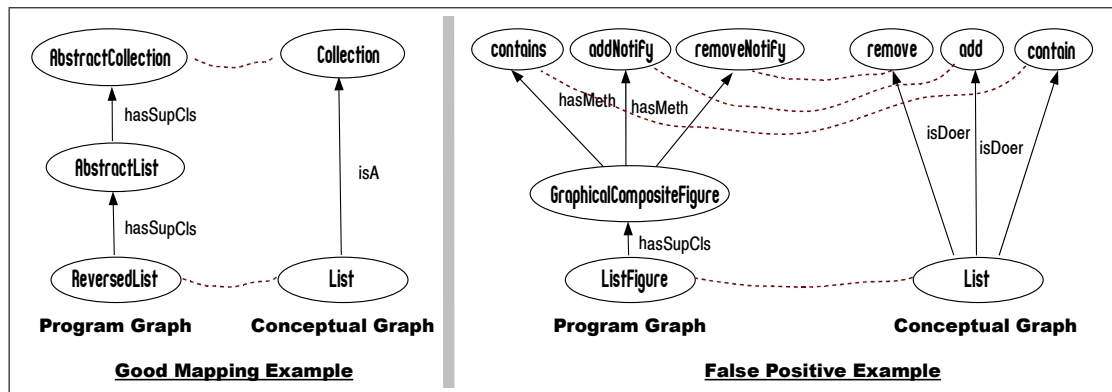 AbstractCollection
Collection
hasSupCls
AbstractList
isA
hasSupCls
ReversedList
List
Program Graph
Conceptual Graph
Good Mapping Example
contains
addNotify
removeNotify
remove
add
contain
hasMeth
hasMeth
isDoer
isDoer
GraphicalCompositeFigure
hasSupCls
ListFigure
List
Program Graph
Conceptual Graph
False Positive Example